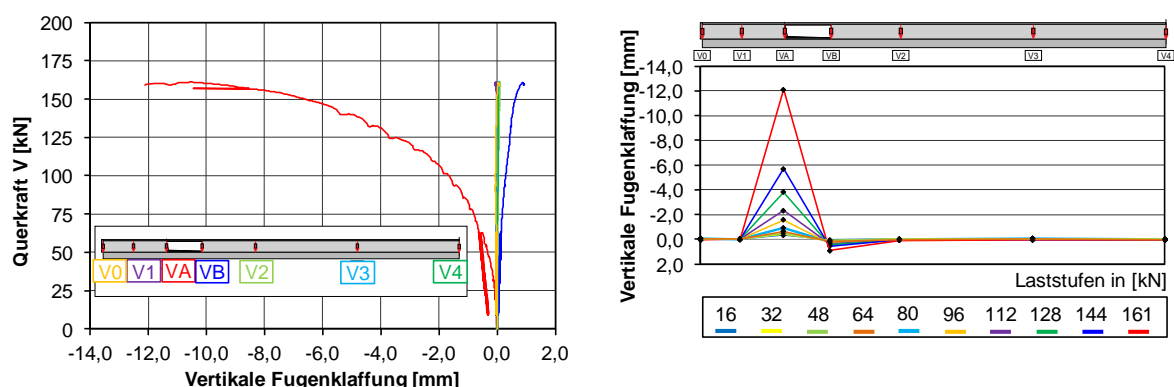 200
175
150
125
100
75
50
25
0
Querkraft V [kN]
V0 V1 VA VB V2 V3 V4
-14,0 -12,0 -10,0 -8,0 -6,0 -4,0 -2,0 0,0 2,0
Vertikale Fugenklaffung [mm]
V0 V1 VA VB V2 V3 V4
-14,0
-12,0
-10,0
-8,0
-6,0
-4,0
-2,0
0,0
2,0
Vertikale Fugenklaffung [mm]
Laststufen in [kN]
16 32 48 64 80 96 112 128 144 161